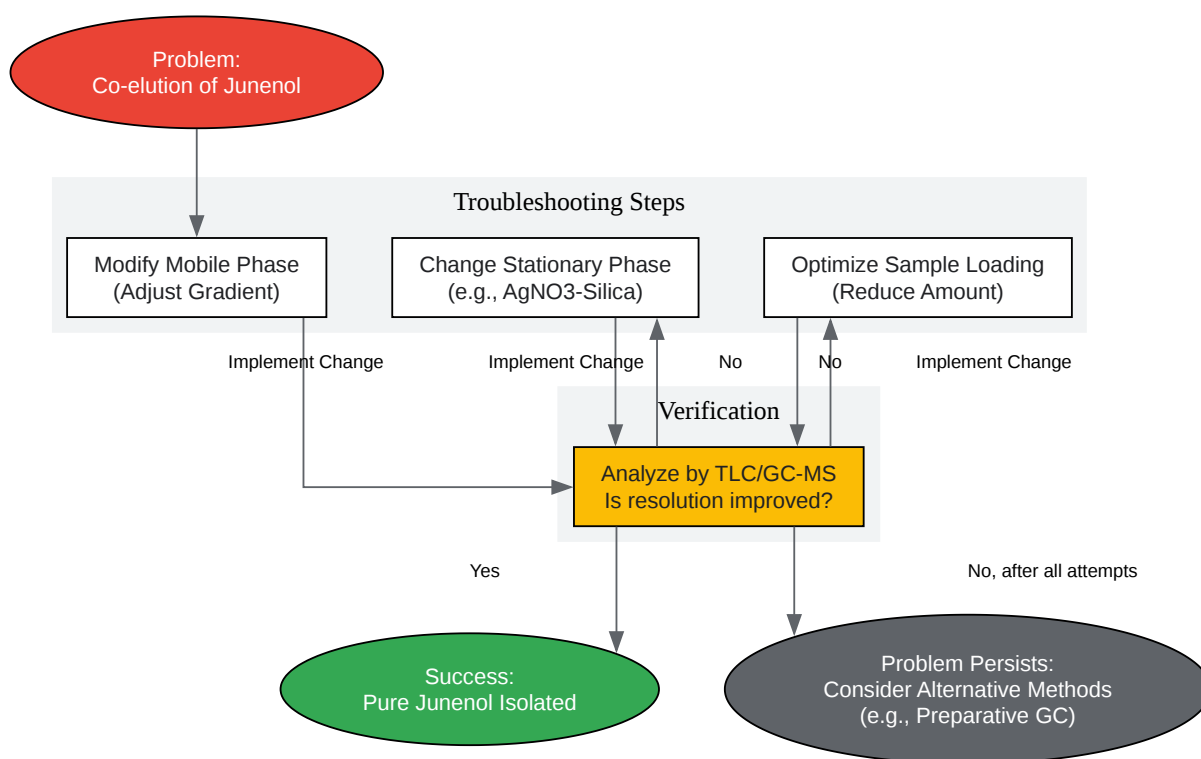 Problem:
Co-elution of Junenol
Troubleshooting Steps
Modify Mobile Phase
(Adjust Gradient)
Change Stationary Phase
(e.g., AgNO3-Silica)
Optimize Sample Loading
(Reduce Amount)
Implement Change
Implement Change
No
No
Implement Change
Verification
Analyze by TLC/GC-MS
Is resolution improved?
Yes
No, after all attempts
Success:
Pure Junenol Isolated
Problem Persists:
Consider Alternative Methods
(e.g., Preparative GC)